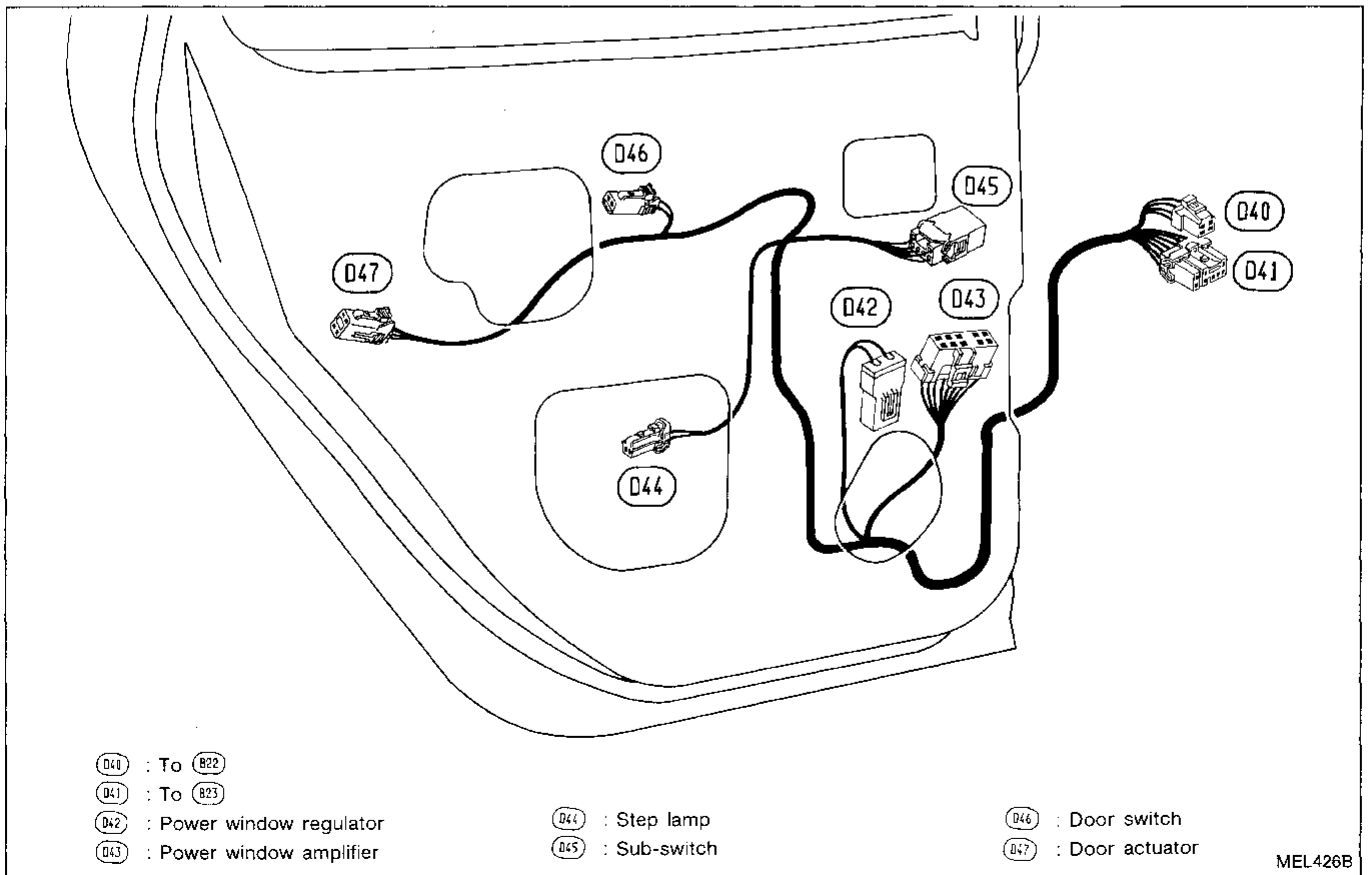 D46
D45
D40
D47
D41
D42
D43
D44
D40 : To B22
D41 : To B23
D42 : Power window regulator
D43 : Power window amplifier
D44 : Step lamp
D45 : Sub-switch
D46 : Door switch
D47 : Door actuator
MEL426B